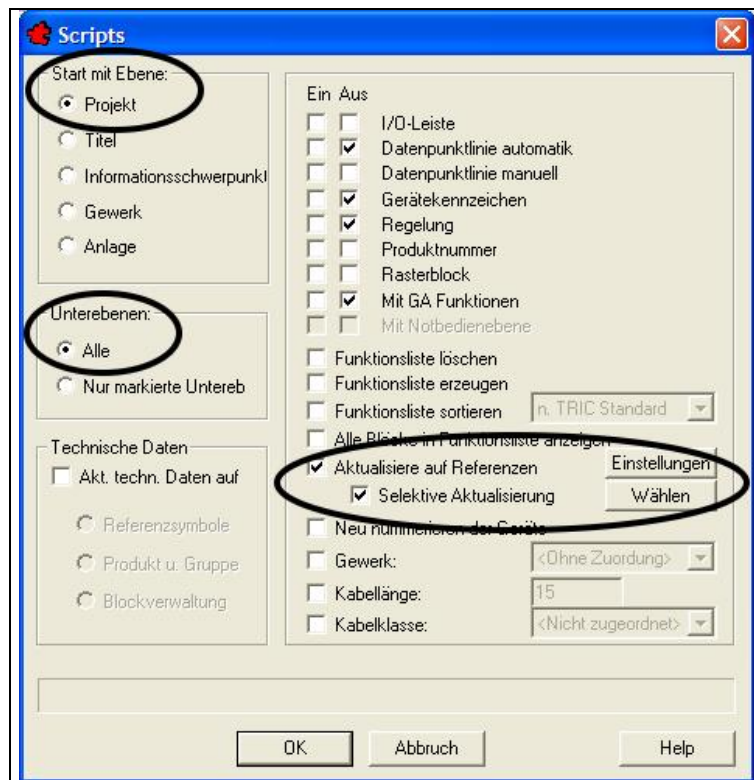 Scripts
Start mit Ebene:
Projekt
Titel
Informationsschwerpunkt
Gewerk
Anlage
Unterebenen:
Alle
Nur markierte Untereb
Technische Daten
Akt. techn. Daten auf
Referenzsymbole
Produkt u. Gruppe
Blockverwaltung
Ein Aus
I/O-Leiste
Datenpunktlinie automatik
Datenpunktlinie manuell
Gerätekennzeichen
Regelung
Produktnummer
Rasterblock
Mit GA Funktionen
Mit Notbedienebene
Funktionsliste löschen
Funktionsliste erzeugen
Funktionsliste sortieren n. TRIC Standard
Alle Blöcke in Funktionsliste anzeigen
Aktualisiere auf Referenzen Einstellungen
Selektive Aktualisierung Wählen
Neu nummerieren der Geräte
Gewerk: <Ohne Zuordung>
Kabellänge: 15
Kabelklasse: <Nicht zugeordnet>
OK Abbruch Help